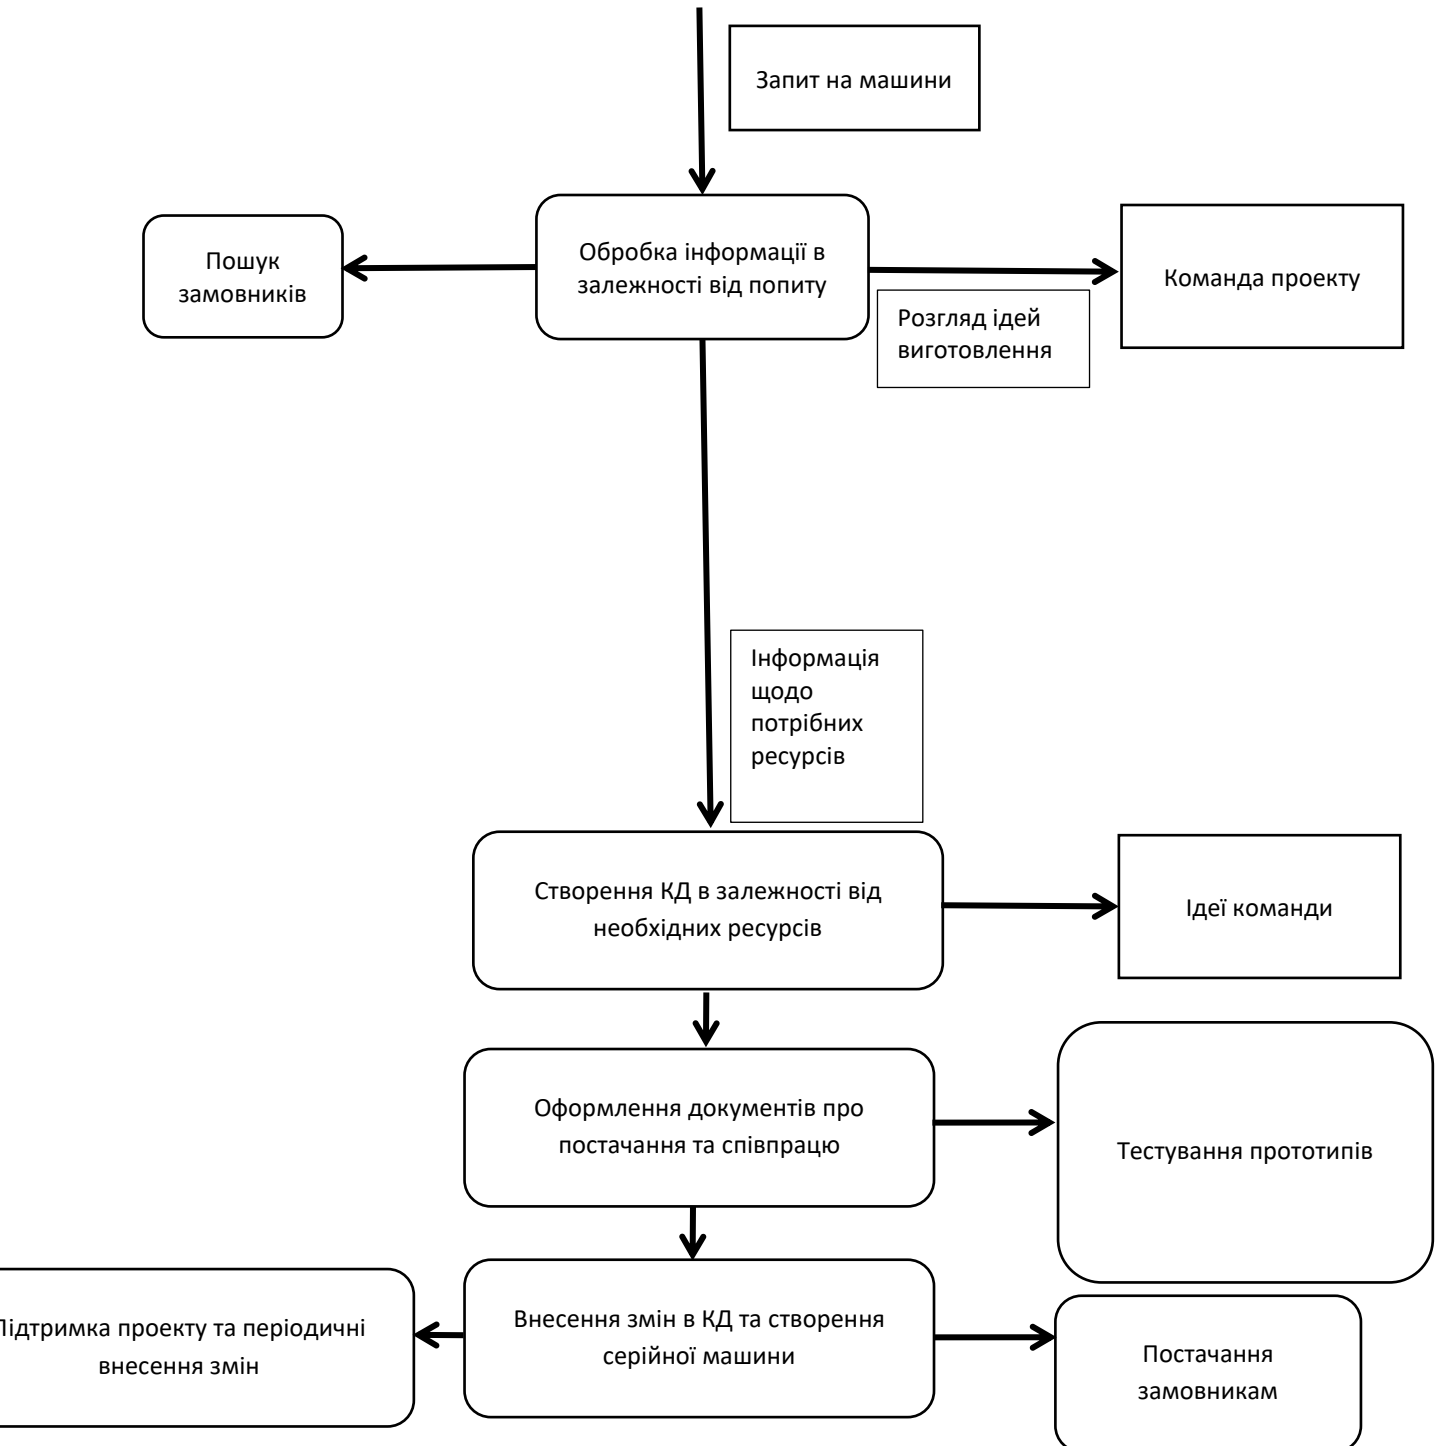 Запит на машини
Пошук
замовників
Обробка інформації в
залежності від попиту
Команда проекту
Розгляд ідей
виготовлення
Інформація
щодо
потрібних
ресурсів
Створення КД в залежності від
необхідних ресурсів
Ідеї команди
Оформлення документів про
постачання та співпрацю
Тестування прототипів
Підтримка проекту та періодичні
внесення змін
Внесення змін в КД та створення
серійної машини
Постачання
замовникам